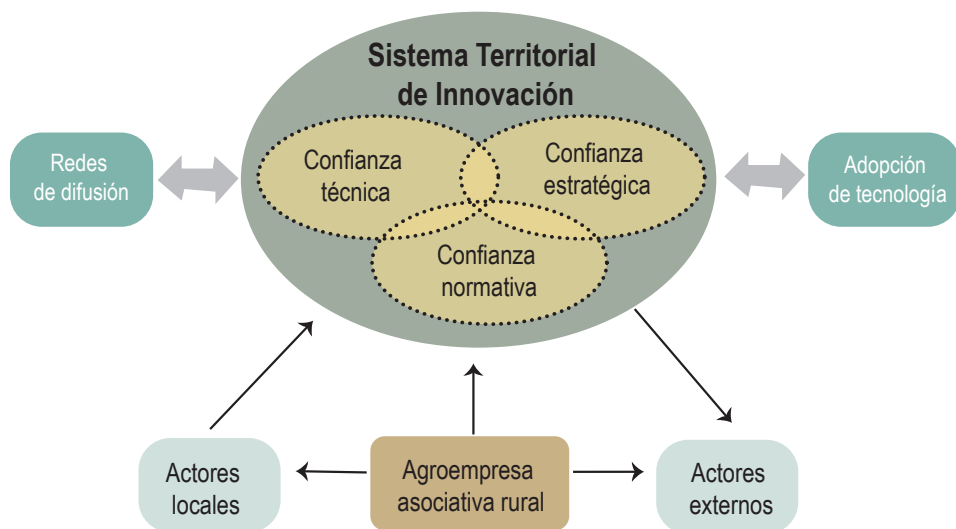 Sistema Territorial
de Innovación
Redes
de difusión
Confianza
técnica
Confianza
estratégica
Adopción
de tecnología
Confianza
normativa
Actores
locales
Agroempresa
asociativa rural
Actores
externos